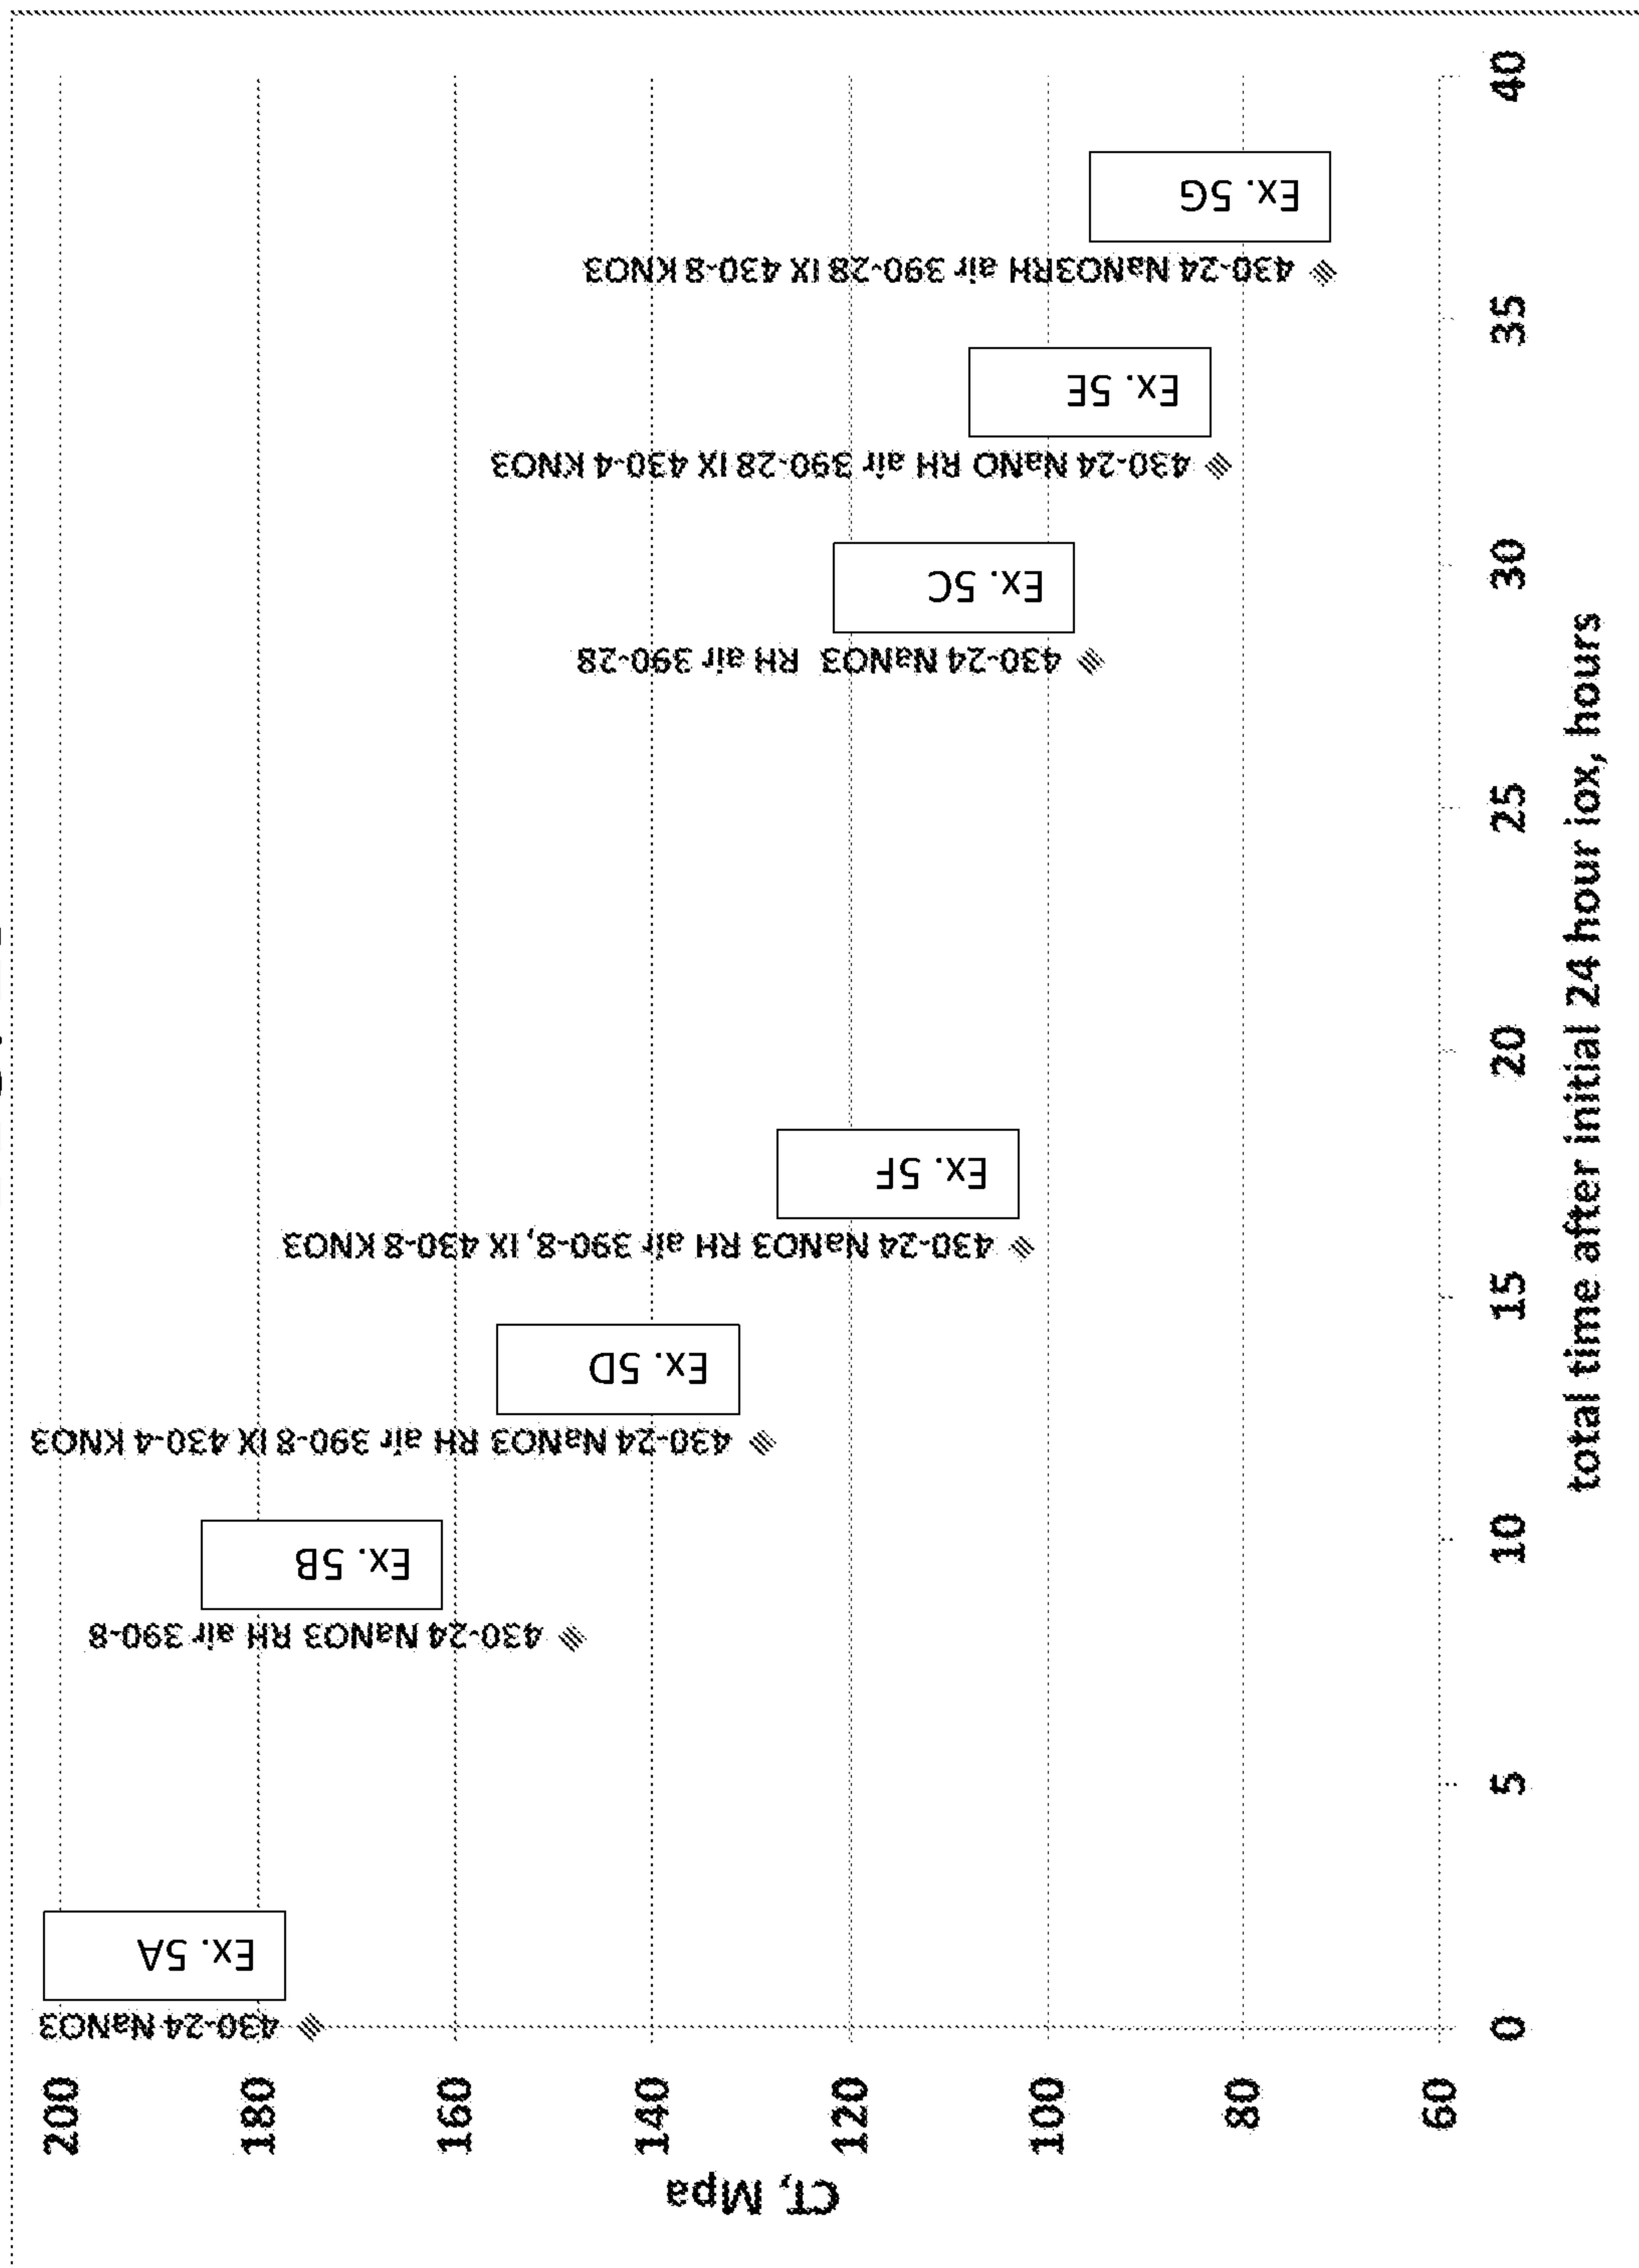 CT, Mpa
200
180
160
140
120
100
80
60
430-24 NaNO3
Ex. 5A
430-24 NaNO3 RH air 390-8
Ex. 5B
430-24 NaNO3 RH air 390-8 IX 430-4 KNO3
Ex. 5D
430-24 NaNO3 RH air 390-8, IX 430-8 KNO3
Ex. 5F
430-24 NaNO3 RH air 390-28
Ex. 5C
430-24 NaNO RH air 390-28 IX 430-4 KNO3
Ex. 5E
430-24 NaNO3RH air 390-28 IX 430-8 KNO3
Ex. 5G
0
5
10
15
20
25
30
35
40
total time after initial 24 hour iox, hours